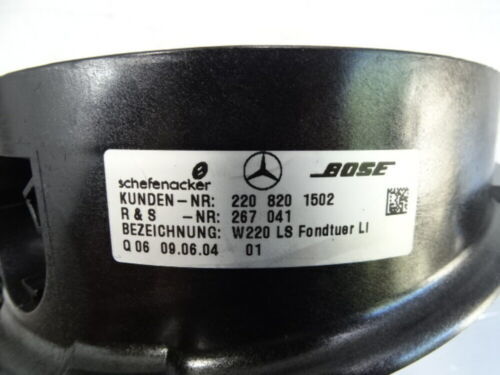 schefenacker BOSE
KUNDEN-NR: 220 820 1502
R & S -NR: 267 041
BEZEICHNUNG: W220 LS Fondtuer LI
Q 06 09.06.04 01